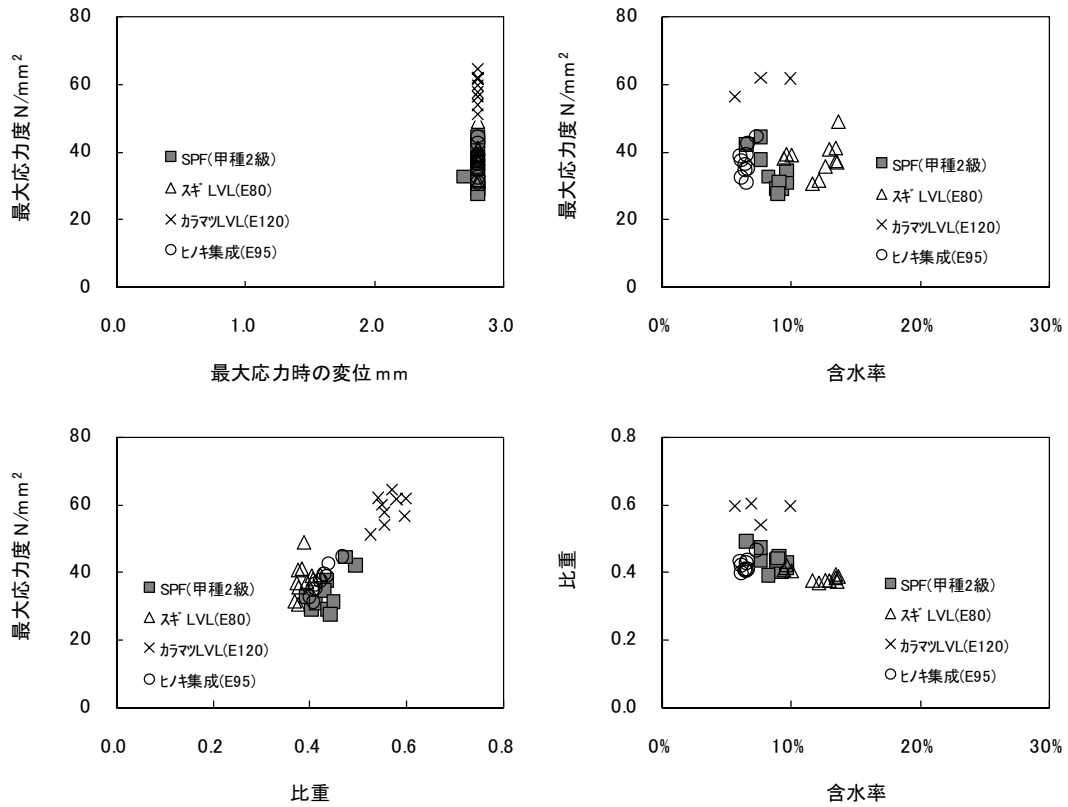 最大応力度 N/mm²
80
60
40
20
0
SPF(甲種2級)
スギ LVL(E80)
カラマツLVL(E120)
ヒノキ集成(E95)
0.0 1.0 2.0 3.0
最大応力時の変位 mm
最大応力度 N/mm²
80
60
40
20
0
SPF(甲種2級)
スギ LVL(E80)
カラマツLVL(E120)
ヒノキ集成(E95)
0% 10% 20% 30%
含水率
最大応力度 N/mm²
80
60
40
20
0
SPF(甲種2級)
スギ LVL(E80)
カラマツLVL(E120)
ヒノキ集成(E95)
0.0 0.2 0.4 0.6 0.8
比重
比重
0.8
0.6
0.4
0.2
0.0
SPF(甲種2級)
スギ LVL(E80)
カラマツLVL(E120)
ヒノキ集成(E95)
0% 10% 20% 30%
含水率